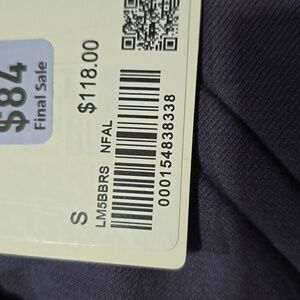 $84
Final Sale
$118.00
S
LM5BBRS NFAL
000154838338